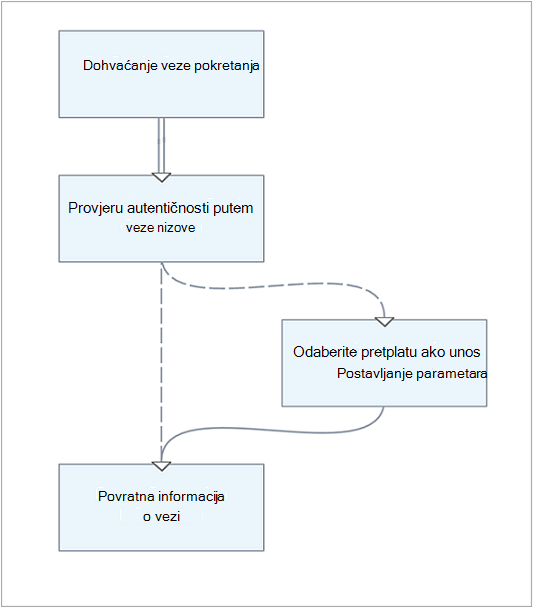 Dohvaćanje veze pokretanja
Provjeru autentičnosti putem
veze nizove
Odaberite pretplatu ako unos
Postavljanje parametara
Povratna informacija
o vezi